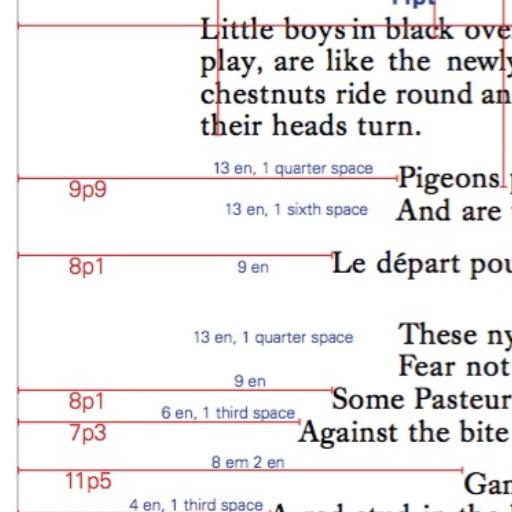 11pt
Little boys in black ove
play, are like the newly
chestnuts ride round an
their heads turn.
13 en, 1 quarter space
9p9 Pigeons
13 en, 1 sixth space And are
8p1 9 en Le départ pou
13 en, 1 quarter space These ny
Fear not
9 en
8p1 Some Pasteur
6 en, 1 third space
7p3 Against the bite
8 em 2 en
11p5 Gan
4 en, 1 third space